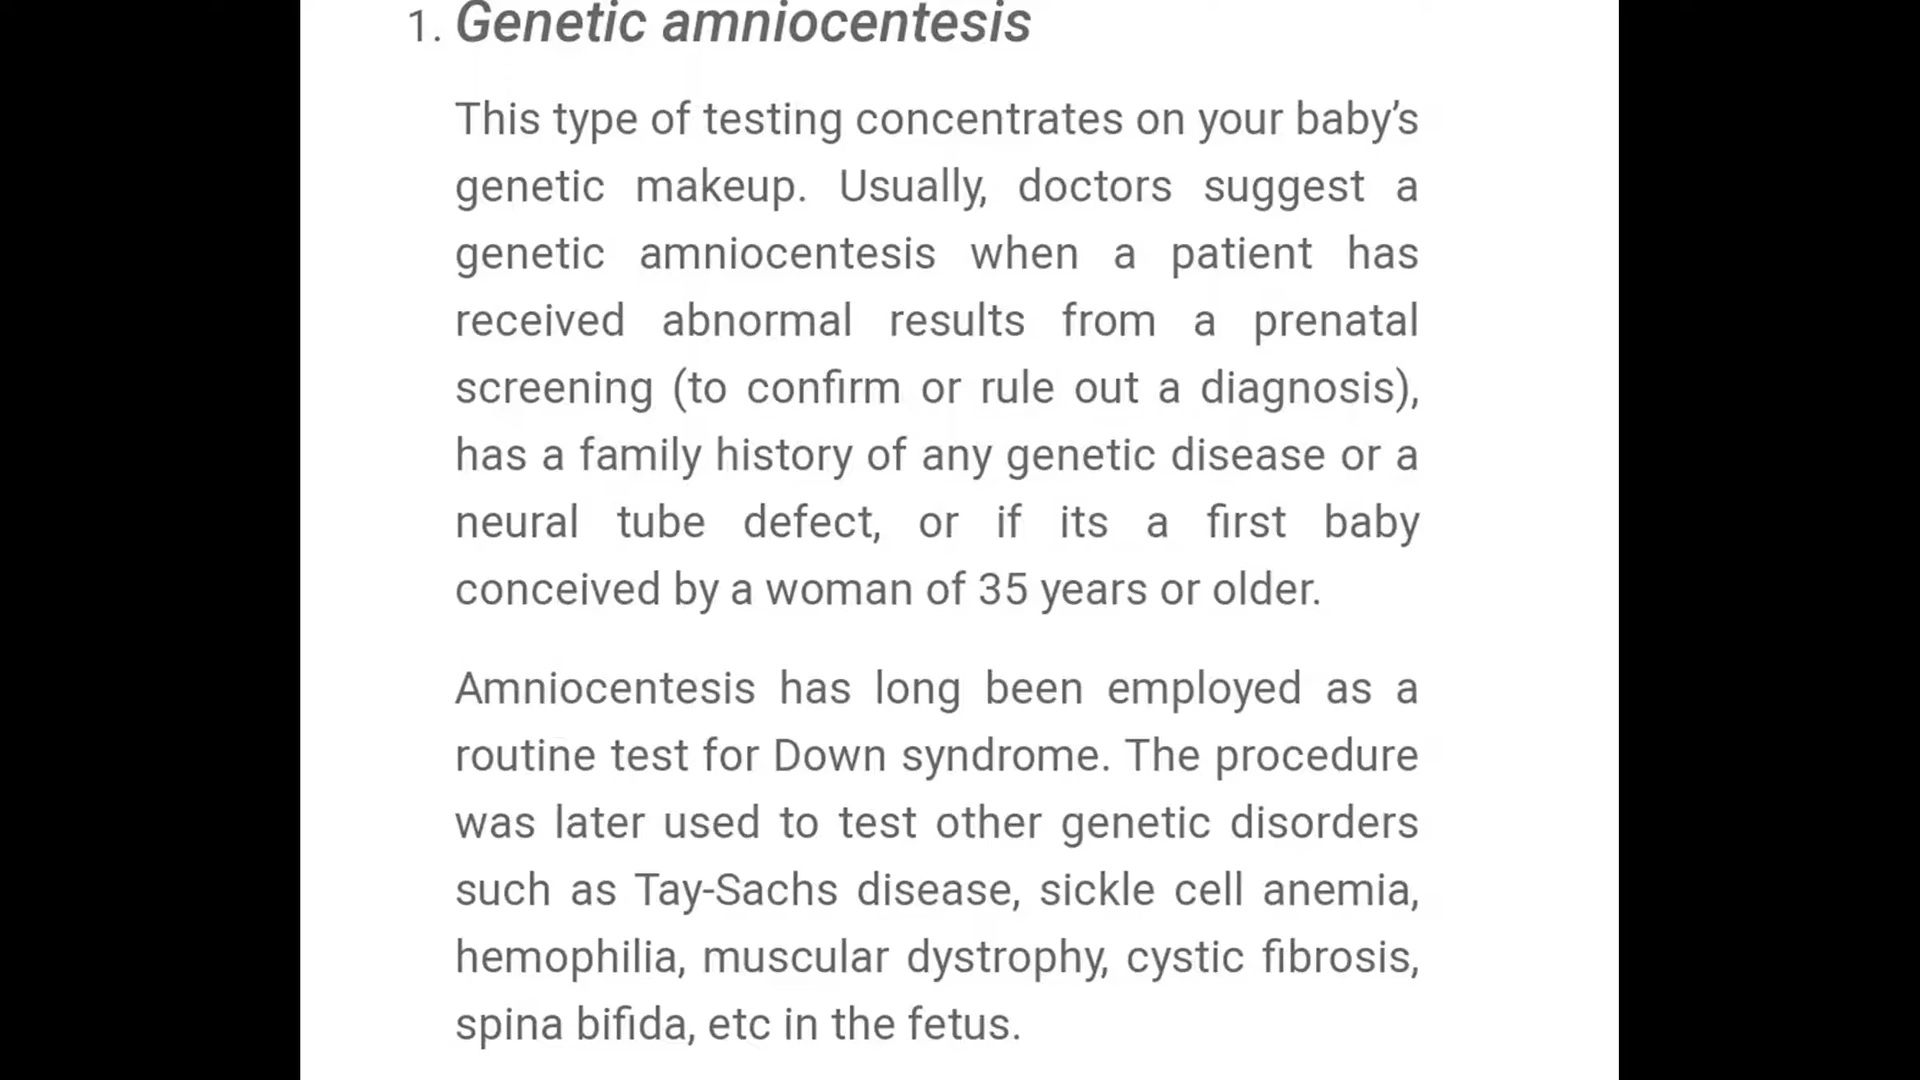 1. Genetic amniocentesis
This type of testing concentrates on your baby’s
genetic makeup. Usually, doctors suggest a
genetic amniocentesis when a patient has
received abnormal results from a prenatal
screening (to confirm or rule out a diagnosis),
has a family history of any genetic disease or a
neural tube defect, or if its a first baby
conceived by a woman of 35 years or older.
Amniocentesis has long been employed as a
routine test for Down syndrome. The procedure
was later used to test other genetic disorders
such as Tay-Sachs disease, sickle cell anemia,
hemophilia, muscular dystrophy, cystic fibrosis,
spina bifida, etc in the fetus.